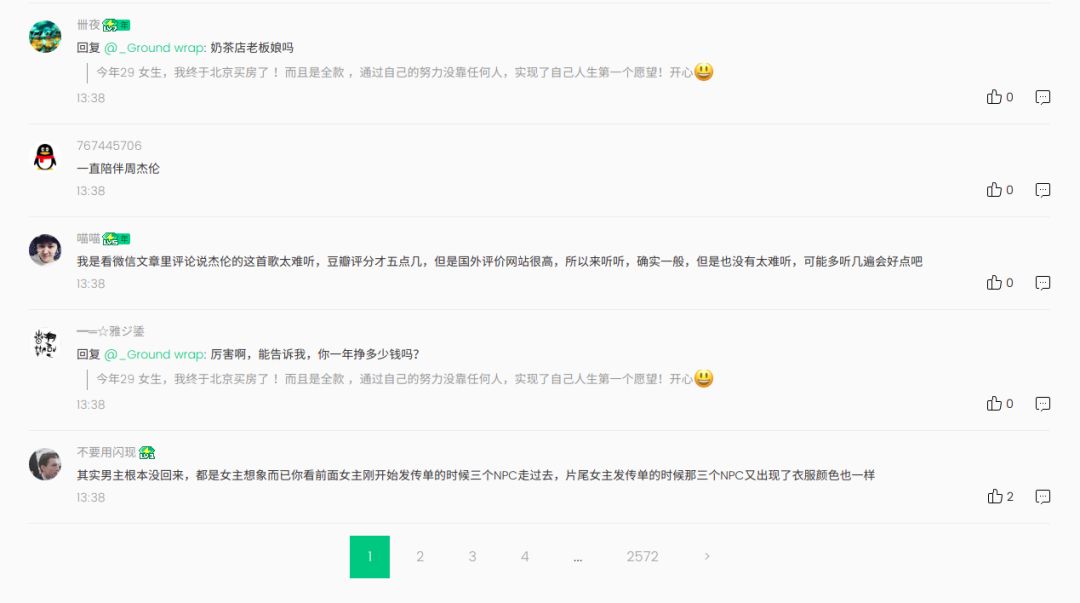 卌夜
回复 @_Ground wrap: 奶茶店老板娘吗
今年29 女生，我终于北京买房了 ！而且是全款 ，通过自己的努力没靠任何人，实现了自己人生第一个愿望！开心😃
13:38
0
767445706
一直陪伴周杰伦
13:38
0
喵喵
我是看微信文章里评论说杰伦的这首歌太难听，豆瓣评分才五点几，但是国外评价网站很高，所以来听听，确实一般，但是也没有太难听，可能多听几遍会好点吧
13:38
0
━═☆雅ジ鋈
回复 @_Ground wrap: 厉害啊，能告诉我，你一年挣多少钱吗？
今年29 女生，我终于北京买房了 ！而且是全款 ，通过自己的努力没靠任何人，实现了自己人生第一个愿望！开心😃
13:38
0
不要用闪现
其实男主根本没回来，都是女主想象而已你看前面女主刚开始发传单的时候三个NPC走过去，片尾女主发传单的时候那三个NPC又出现了衣服颜色也一样
13:38
2
1 2 3 4 ... 2572 >